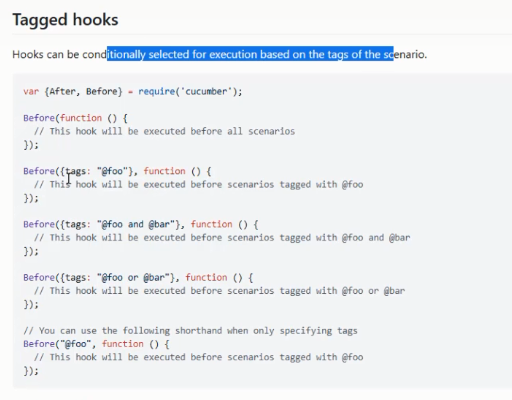 Tagged hooks
Hooks can be conditionally selected for execution based on the tags of the scenario.
var {After, Before} = require('cucumber');
Before(function () {
// This hook will be executed before all scenarios
});
Before({tags: "@foo"}, function () {
// This hook will be executed before scenarios tagged with @foo
});
Before({tags: "@foo and @bar"}, function () {
// This hook will be executed before scenarios tagged with @foo and @bar
});
Before({tags: "@foo or @bar"}, function () {
// This hook will be executed before scenarios tagged with @foo or @bar
});
// You can use the following shorthand when only specifying tags
Before("@foo", function () {
// This hook will be executed before scenarios tagged with @foo
});